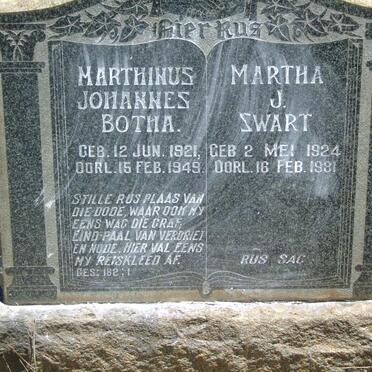 Hier Rus
MARTHINUS
JOHANNES
BOTHA.
GEB. 12 JUN. 1921,
OORL. 15 FEB. 1949.
STILLE RUS PLAAS VAN
DIE DODE, WAAR OOK MY
EENS WAG DIE GRAF,
EIND-PAAL VAN VERDRIET
EN NODE. HIER VAL EENS
MY REISKLEED AF.
GES: 182:1
MARTHA
J.
SWART
GEB 2 MEI 1924
OORL. 16 FEB. 1981
RUS SAG